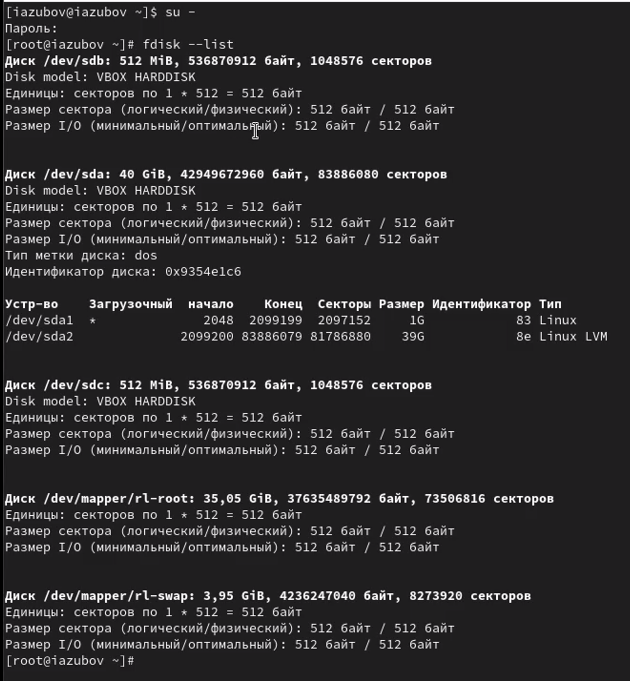 [iazubov@iazubov ~]$ su -
Пароль:
[root@iazubov ~]# fdisk --list
Диск /dev/sdb: 512 MiB, 536870912 байт, 1048576 секторов
Disk model: VBOX HARDDISK
Единицы: секторов по 1 * 512 = 512 байт
Размер сектора (логический/физический): 512 байт / 512 байт
Размер I/O (минимальный/оптимальный): 512 байт / 512 байт
Диск /dev/sda: 40 GiB, 42949672960 байт, 83886080 секторов
Disk model: VBOX HARDDISK
Единицы: секторов по 1 * 512 = 512 байт
Размер сектора (логический/физический): 512 байт / 512 байт
Размер I/O (минимальный/оптимальный): 512 байт / 512 байт
Тип метки диска: dos
Идентификатор диска: 0x9354e1c6
Устр-во Загрузочный начало Конец Секторы Размер Идентификатор Тип
/dev/sda1 * 2048 2099199 2097152 1G 83 Linux
/dev/sda2 2099200 83886079 81786880 39G 8e Linux LVM
Диск /dev/sdc: 512 MiB, 536870912 байт, 1048576 секторов
Disk model: VBOX HARDDISK
Единицы: секторов по 1 * 512 = 512 байт
Размер сектора (логический/физический): 512 байт / 512 байт
Размер I/O (минимальный/оптимальный): 512 байт / 512 байт
Диск /dev/mapper/rl-root: 35,05 GiB, 37635489792 байт, 73506816 секторов
Единицы: секторов по 1 * 512 = 512 байт
Размер сектора (логический/физический): 512 байт / 512 байт
Размер I/O (минимальный/оптимальный): 512 байт / 512 байт
Диск /dev/mapper/rl-swap: 3,95 GiB, 4236247040 байт, 8273920 секторов
Единицы: секторов по 1 * 512 = 512 байт
Размер сектора (логический/физический): 512 байт / 512 байт
Размер I/O (минимальный/оптимальный): 512 байт / 512 байт
[root@iazubov ~]#